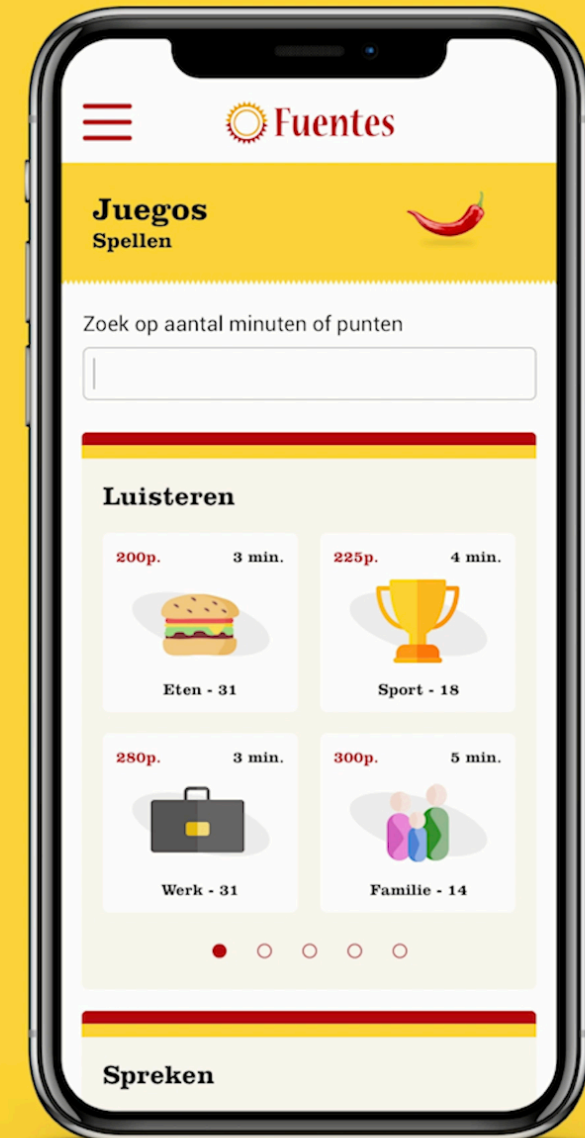 Fuentes
Juegos
Spellen
Zoek op aantal minuten of punten
Luisteren
200p. 3 min.
Eten - 31
225p. 4 min.
Sport - 18
280p. 3 min.
Werk - 31
300p. 5 min.
Familie - 14
Spreken